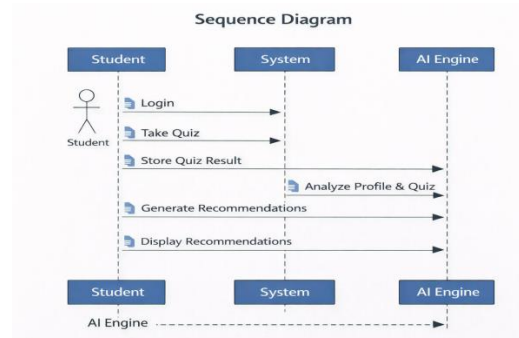 Sequence Diagram
Student System AI Engine
Login
Student
Take Quiz
Store Quiz Result
Analyze Profile & Quiz
Generate Recommendations
Display Recommendations
Student System AI Engine
AI Engine